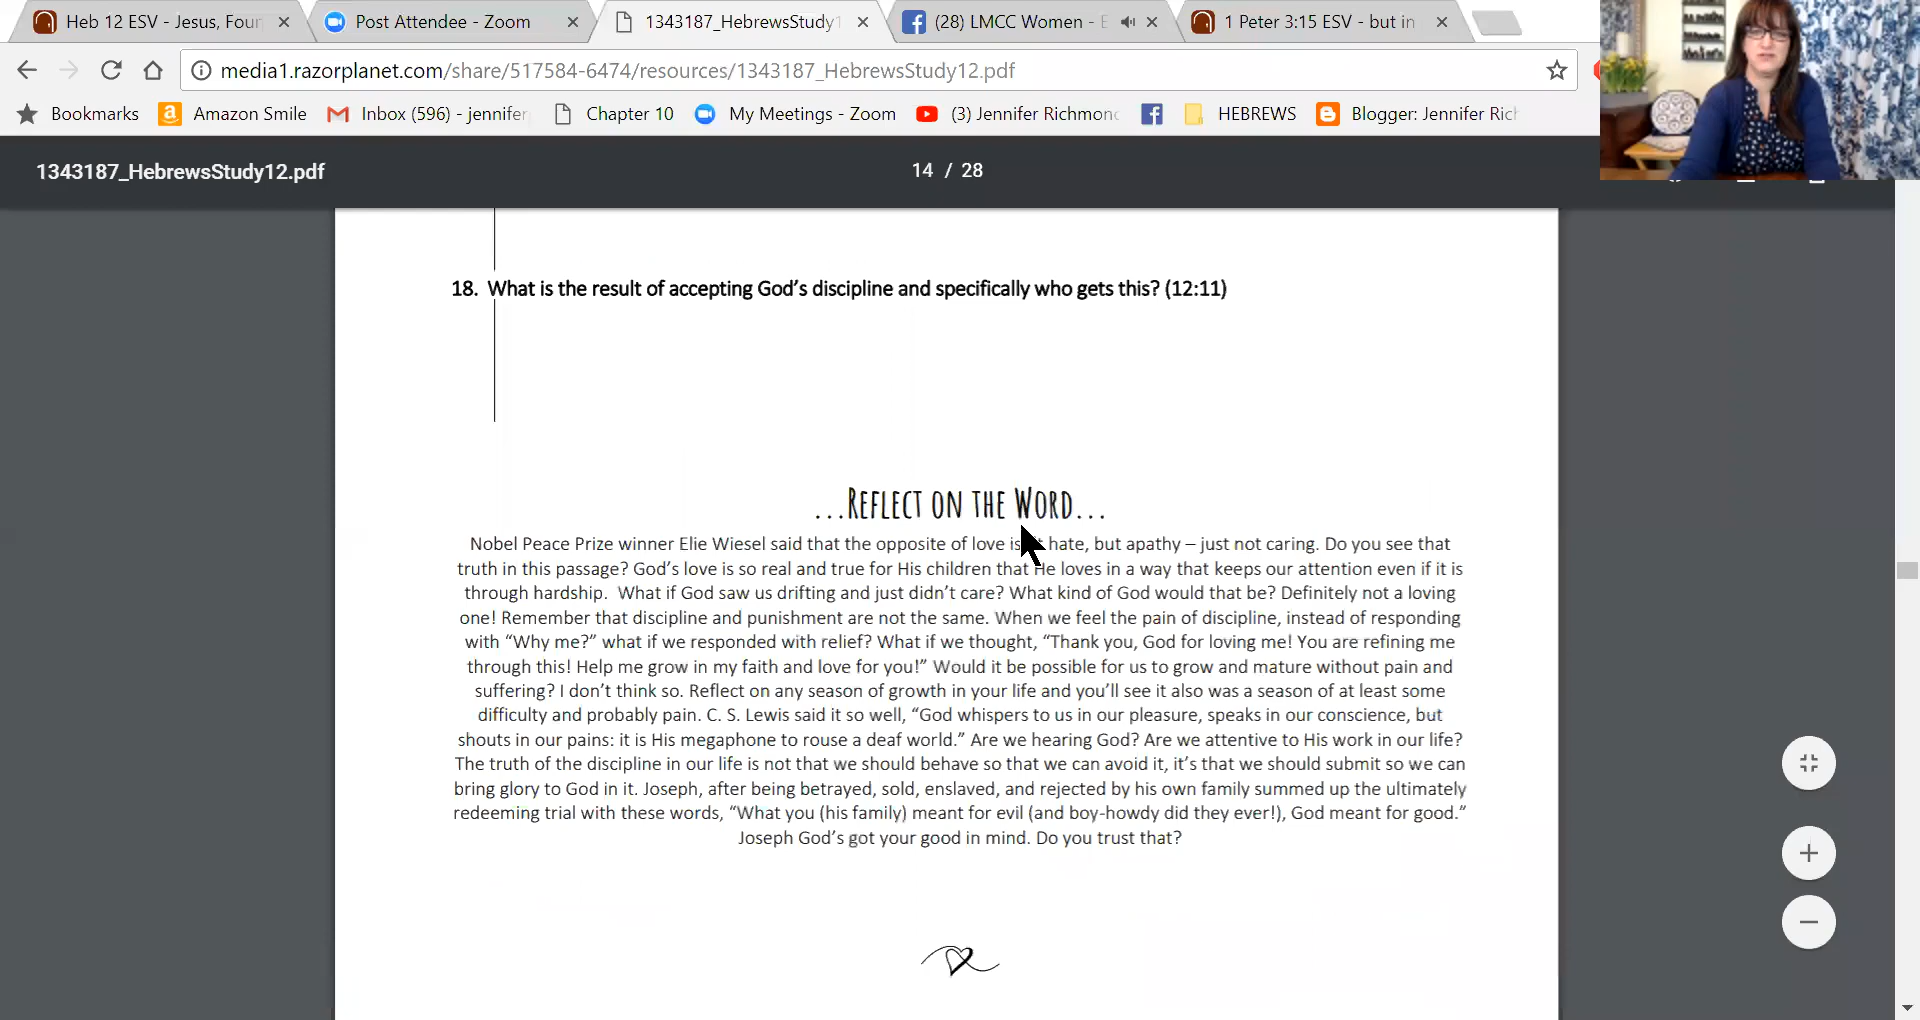 Heb 12 ESV - Jesus, Four
Post Attendee - Zoom
1343187_HebrewsStudy1
(28) LMCC Women - E
1 Peter 3:15 ESV - but in
media1.razorplanet.com/share/517584-6474/resources/1343187_HebrewsStudy12.pdf
Bookmarks
Amazon Smile
Inbox (596) - jennifer
Chapter 10
My Meetings - Zoom
(3) Jennifer Richmond
HEBREWS
Blogger: Jennifer Rich
1343187_HebrewsStudy12.pdf
14 / 28
18. What is the result of accepting God's discipline and specifically who gets this? (12:11)
...Reflect on the Word...
Nobel Peace Prize winner Elie Wiesel said that the opposite of love hate, but apathy – just not caring. Do you see that
truth in this passage? God's love is so real and true for His children that He loves in a way that keeps our attention even if it is
through hardship. What if God saw us drifting and just didn't care? What kind of God would that be? Definitely not a loving
one! Remember that discipline and punishment are not the same. When we feel the pain of discipline, instead of responding
with “Why me?” what if we responded with relief? What if we thought, “Thank you, God for loving me! You are refining me
through this! Help me grow in my faith and love for you!” Would it be possible for us to grow and mature without pain and
suffering? I don't think so. Reflect on any season of growth in your life and you'll see it also was a season of at least some
difficulty and probably pain. C. S. Lewis said it so well, “God whispers to us in our pleasure, speaks in our conscience, but
shouts in our pains: it is His megaphone to rouse a deaf world.” Are we hearing God? Are we attentive to His work in our life?
The truth of the discipline in our life is not that we should behave so that we can avoid it, it's that we should submit so we can
bring glory to God in it. Joseph, after being betrayed, sold, enslaved, and rejected by his own family summed up the ultimately
redeeming trial with these words, “What you (his family) meant for evil (and boy-howdy did they ever!), God meant for good.”
Joseph God's got your good in mind. Do you trust that?